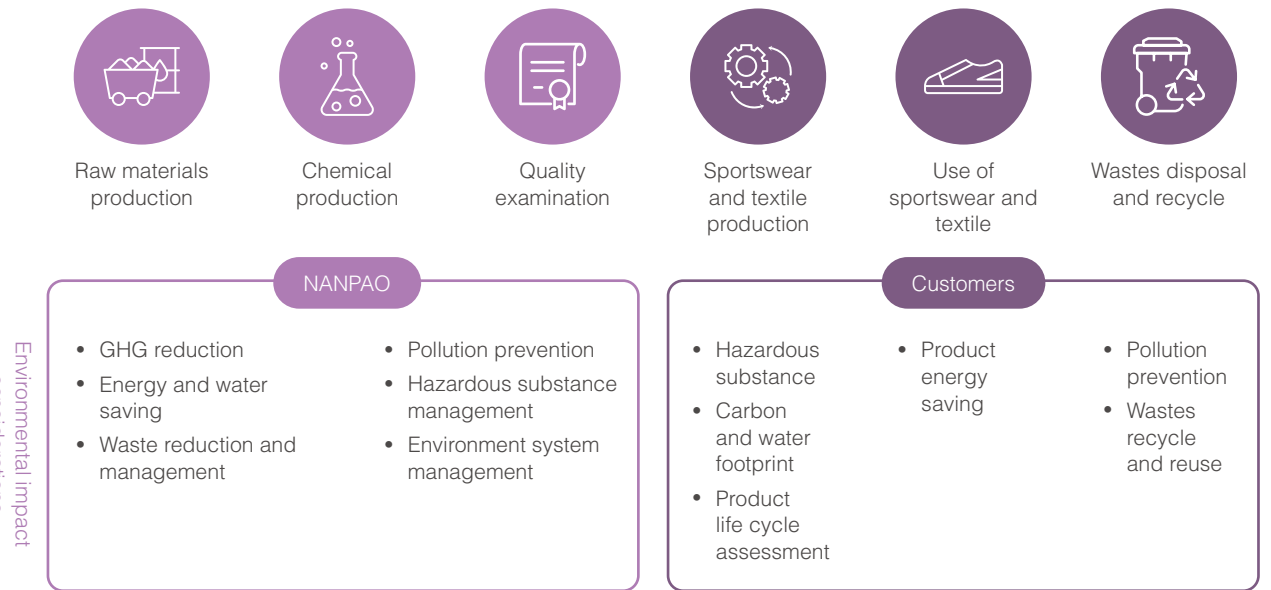 Raw materials
production
Chemical
production
Quality
examination
Sportswear
and textile
production
Use of
sportswear and
textile
Wastes disposal
and recycle
NANPAO
Customers
Environmental impact
• GHG reduction
• Energy and water
saving
• Waste reduction and
management
• Pollution prevention
• Hazardous substance
management
• Environment system
management
• Hazardous
substance
• Carbon
and water
footprint
• Product
life cycle
assessment
• Product
energy
saving
• Pollution
prevention
• Wastes
recycle
and reuse